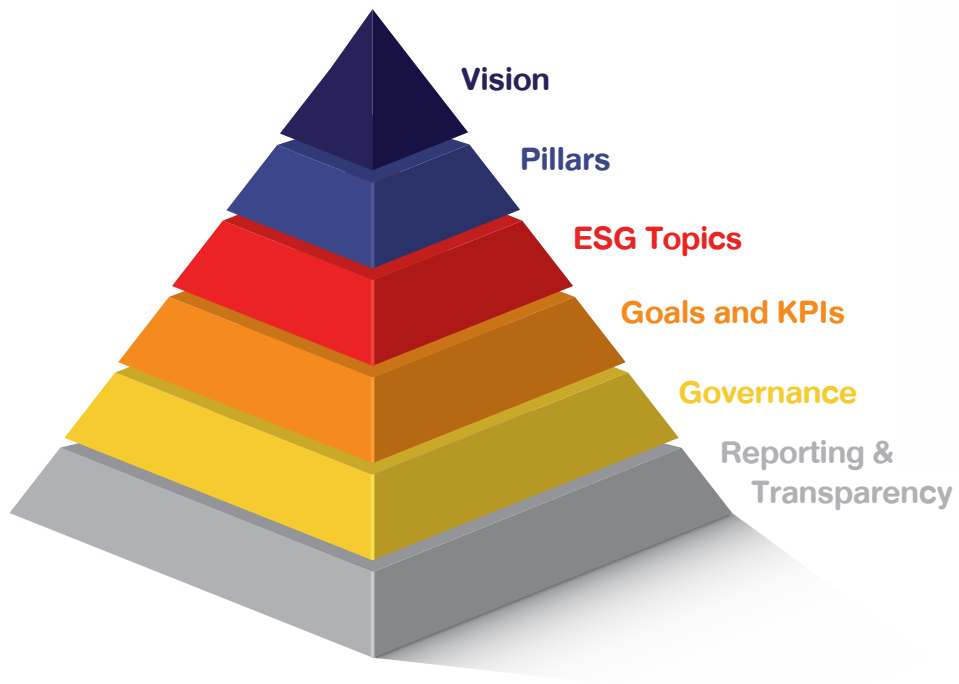 Vision
Pillars
ESG Topics
Goals and KPIs
Governance
Reporting &
Transparency